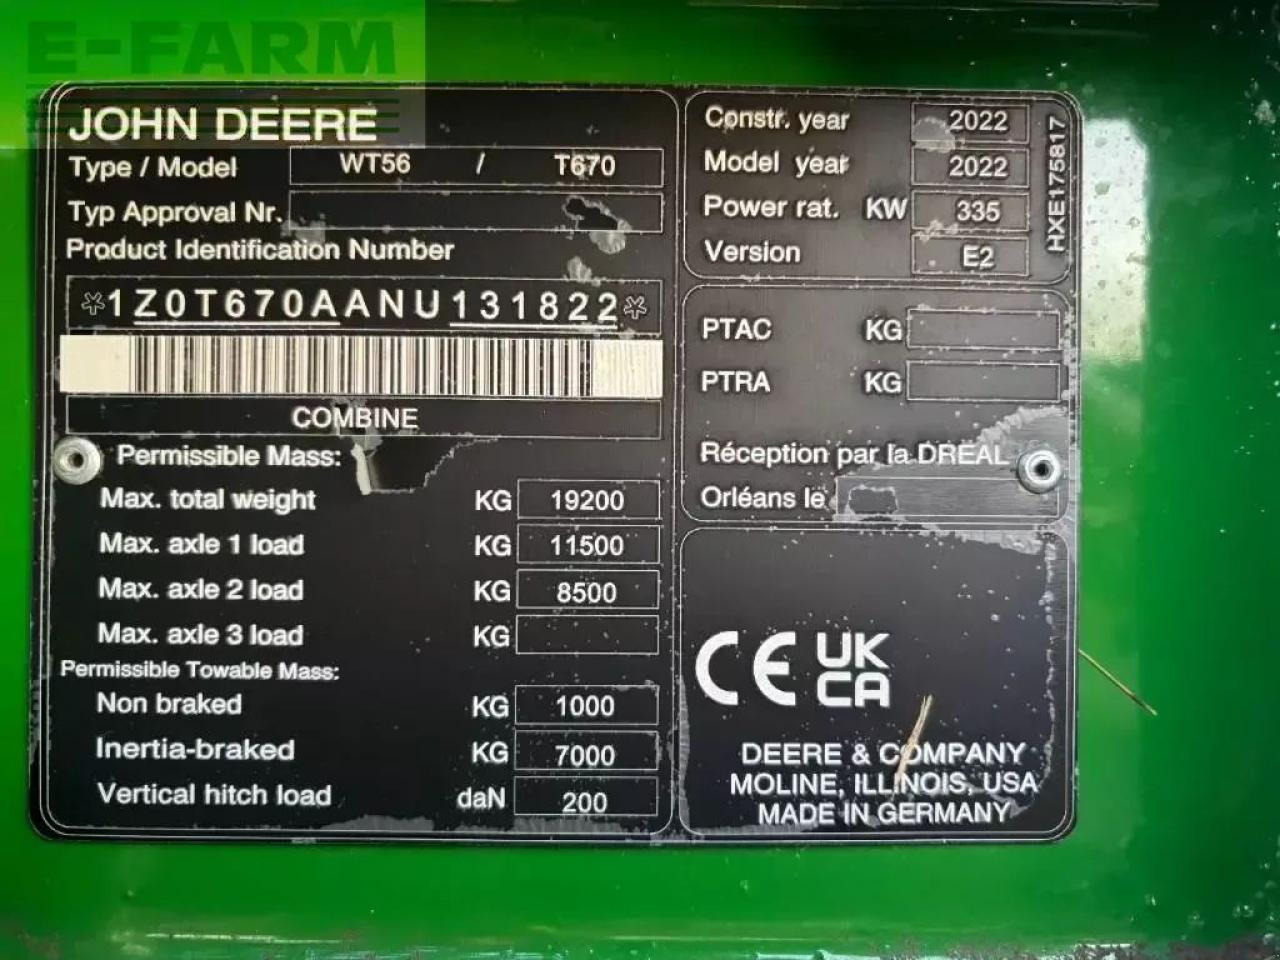 E-FARM
JOHN DEERE
Type / Model WT56 / T670
Typ Approval Nr.
Product Identification Number
*1Z0T670AANU131822*
COMBINE
Permissible Mass:
Max. total weight KG 19200
Max. axle 1 load KG 11500
Max. axle 2 load KG 8500
Max. axle 3 load KG
Permissible Towable Mass:
Non braked KG 1000
Inertia-braked KG 7000
Vertical hitch load daN 200
Constr. year 2022
Model year 2022
Power rat. KW 335
Version E2
HXE175817
PTAC KG
PTRA KG
Réception par la DREAL
Orléans le
CE UK
CA
DEERE & COMPANY
MOLINE, ILLINOIS, USA
MADE IN GERMANY